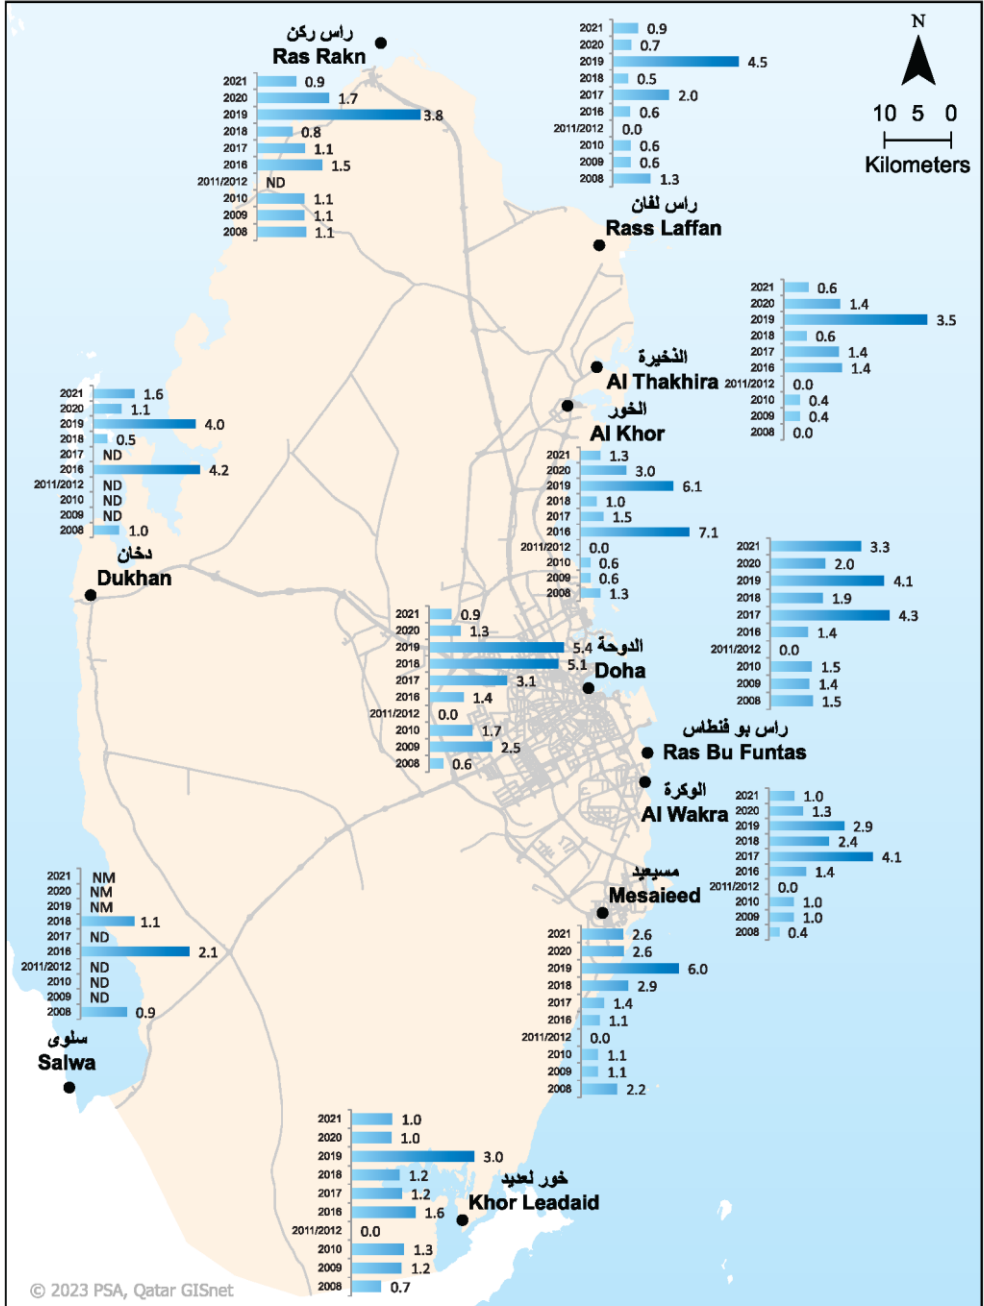 راس ركن
Ras Rakn
2021 0.9
2020 1.7
2019 3.8
2018 0.8
2017 1.1
2016 1.5
2011/2012 ND
2010 1.1
2009 1.1
2008 1.1
2021 0.9
2020 0.7
2019 4.5
2018 0.5
2017 2.0
2016 0.6
2011/2012 0.0
2010 0.6
2009 0.6
2008 1.3
راس لفان
Rass Laffan
N
10 5 0
Kilometers
2021 0.6
2020 1.4
2019 3.5
2018 0.6
2017 1.4
2016 1.4
2011/2012 0.0
2010 0.4
2009 0.4
2008 0.0
الذخيرة
Al Thakhira
الخور
Al Khor
2021 1.3
2020 3.0
2019 6.1
2018 1.0
2017 1.5
2016 7.1
2011/2012 0.0
2010 0.6
2009 0.6
2008 1.3
2021 1.6
2020 1.1
2019 4.0
2018 0.5
2017 ND
2016 4.2
2011/2012 ND
2010 ND
2009 ND
2008 1.0
دخان
Dukhan
2021 3.3
2020 2.0
2019 4.1
2018 1.9
2017 4.3
2016 1.4
2011/2012 0.0
2010 1.5
2009 1.4
2008 1.5
راس بو فنطاس
Ras Bu Funtas
2021 0.9
2020 1.3
2019 5.4
2018 5.1
2017 3.1
2016 1.4
2011/2012 0.0
2010 1.7
2009 2.5
2008 0.6
الدوحة
Doha
الوكرة
Al Wakra
2021 1.0
2020 1.3
2019 2.9
2018 2.4
2017 4.1
2016 1.4
2011/2012 0.0
2010 1.0
2009 1.0
2008 0.4
مسيعيد
Mesaieed
2021 2.6
2020 2.6
2019 6.0
2018 2.9
2017 1.4
2016 1.1
2011/2012 0.0
2010 1.1
2009 1.1
2008 2.2
2021 NM
2020 NM
2019 NM
2018 1.1
2017 ND
2016 2.1
2011/2012 ND
2010 ND
2009 ND
2008 0.9
سلوى
Salwa
2021 1.0
2020 1.0
2019 3.0
2018 1.2
2017 1.2
2016 1.6
2011/2012 0.0
2010 1.3
2009 1.2
2008 0.7
خور لعديد
Khor Leadaid
© 2023 PSA, Qatar GISnet